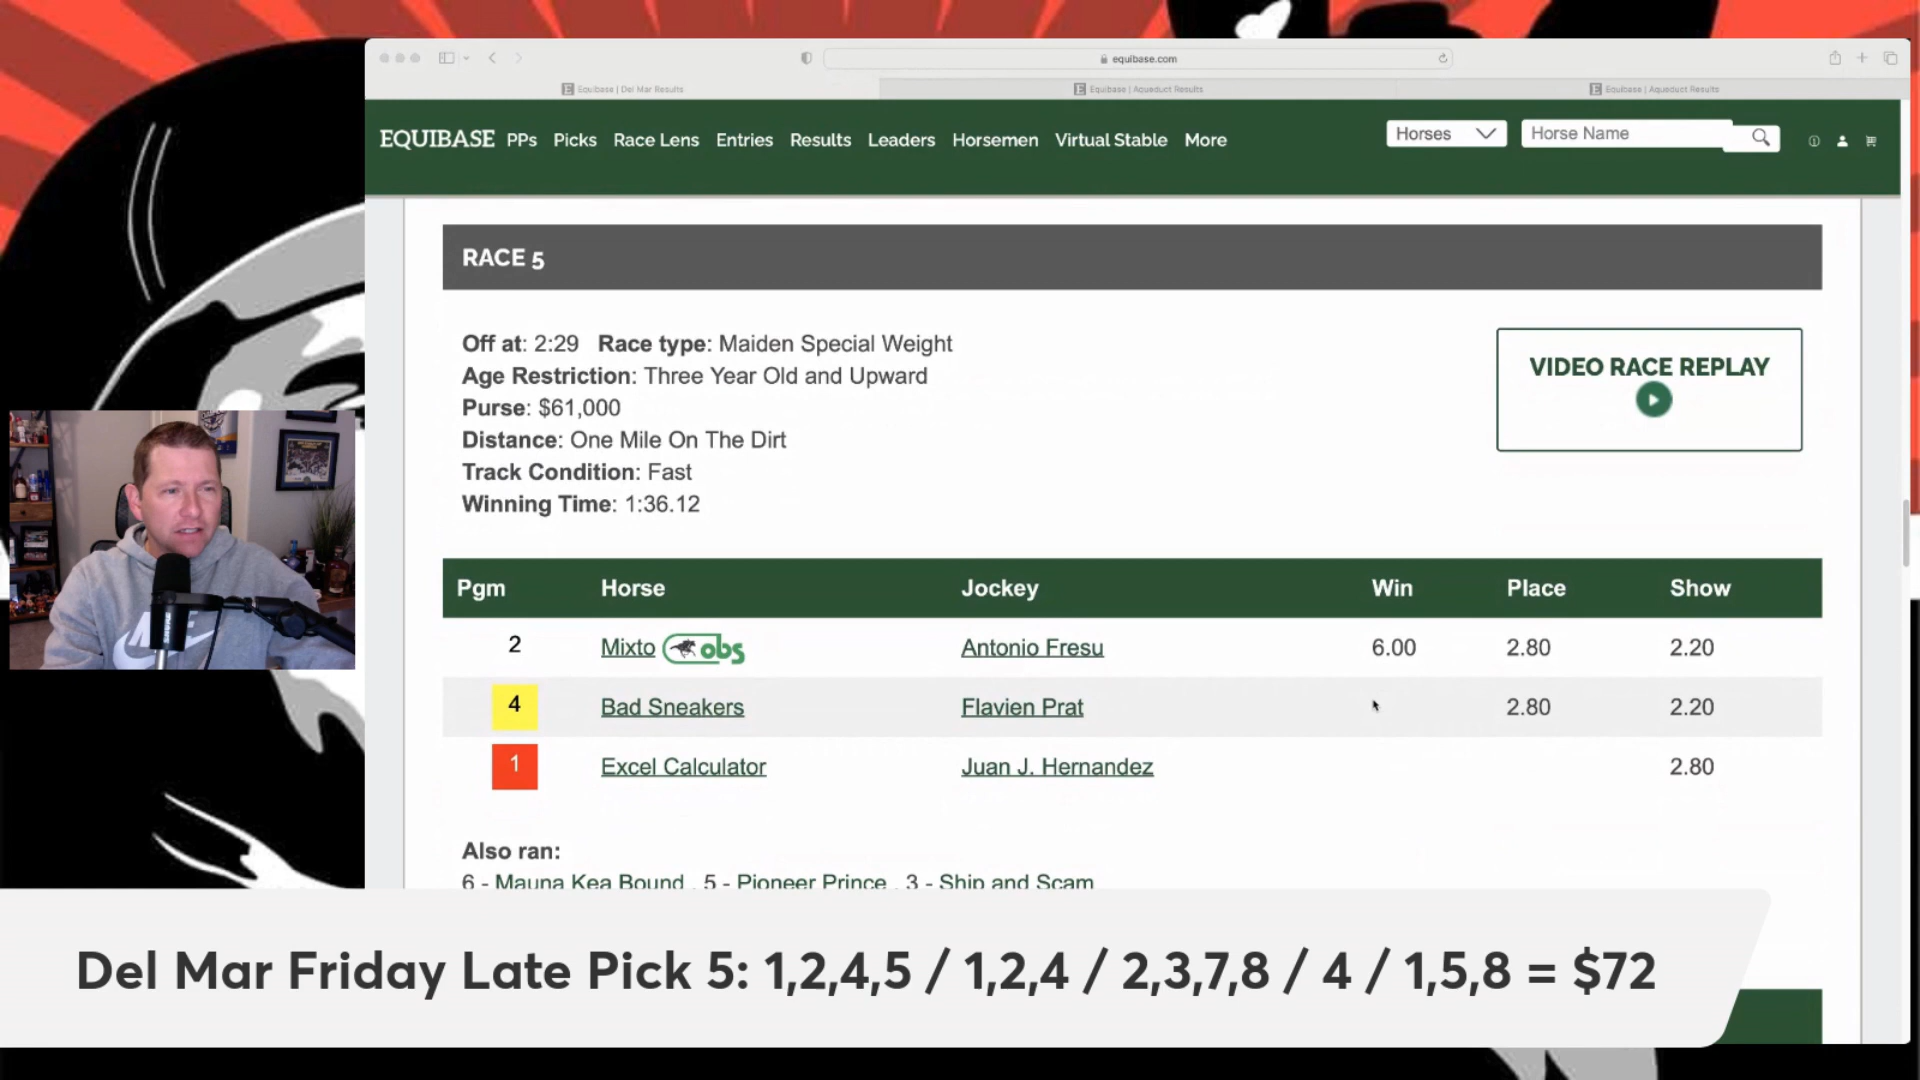 equibase.com
Equibase | Del Mar Results
Equibase | Aqueduct Results
Equibase | Aqueduct Results
EQUIBASE PPs Picks Race Lens Entries Results Leaders Horsemen Virtual Stable More Horses Horse Name
RACE 5
Off at: 2:29 Race type: Maiden Special Weight
Age Restriction: Three Year Old and Upward
Purse: $61,000
Distance: One Mile On The Dirt
Track Condition: Fast
Winning Time: 1:36.12
VIDEO RACE REPLAY
Pgm Horse Jockey Win Place Show
2 Mixto obs Antonio Fresu 6.00 2.80 2.20
4 Bad Sneakers Flavien Prat 2.80 2.20
1 Excel Calculator Juan J. Hernandez 2.80
Also ran:
6 - Mauna Kea Bound , 5 - Pioneer Prince , 3 - Ship and Scam
Del Mar Friday Late Pick 5: 1,2,4,5 / 1,2,4 / 2,3,7,8 / 4 / 1,5,8 = $72